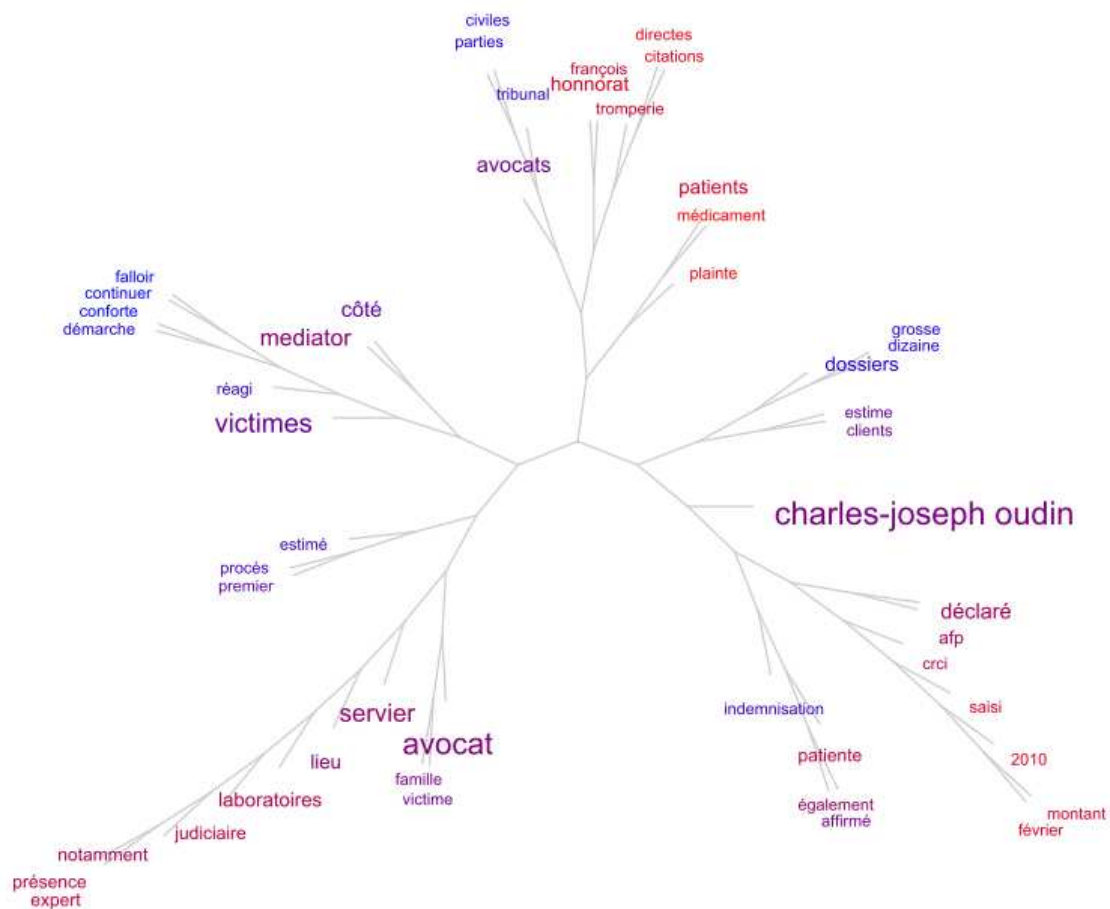 civiles
parties
directes
citations
françois
honnorat
tribunal
tromperie
avocats
patients
médicament
plainte
falloir
continuer
conforte
démarche
côté
mediator
réagi
victimes
grosse
dizaine
dossiers
estime
clients
charles-joseph oudin
estimé
procés
premier
déclaré
afp
crci
saisi
2010
montant
février
indemnisation
patiente
également
affirmé
servier
avocat
lieu
famille
victime
laboratoires
judiciaire
notamment
présence
expert